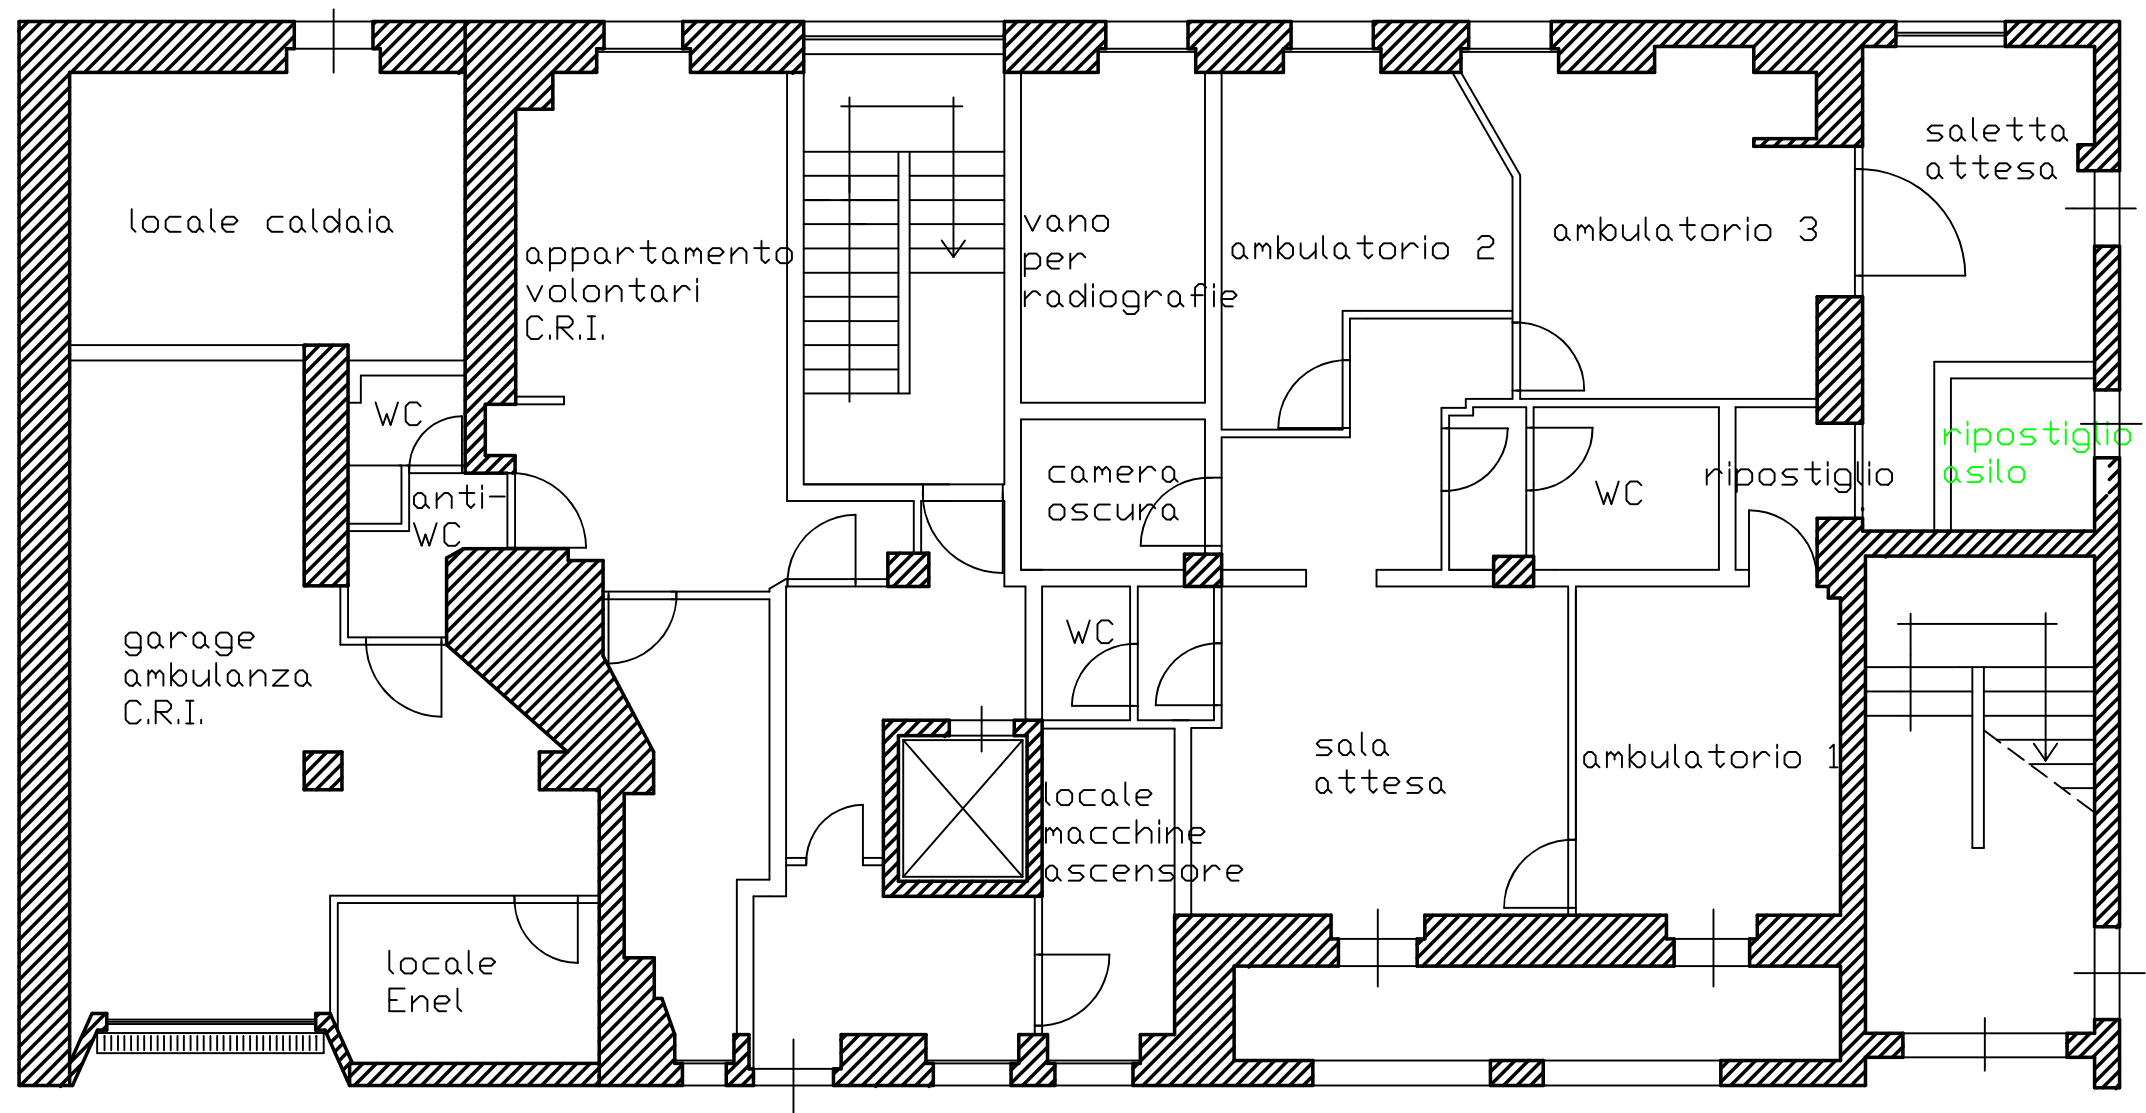 saletta
attesa
locale caldaia
appartamento
volontari
C.R.I.
vano
per
radiografie
ambulatorio 2
ambulatorio 3
WC
anti-
WC
camera
oscura
WC
ripostiglio
ripostiglio
asilo
garage
ambulanza
C.R.I.
WC
sala
attesa
ambulatorio 1
locale
macchine
ascensore
locale
Enel